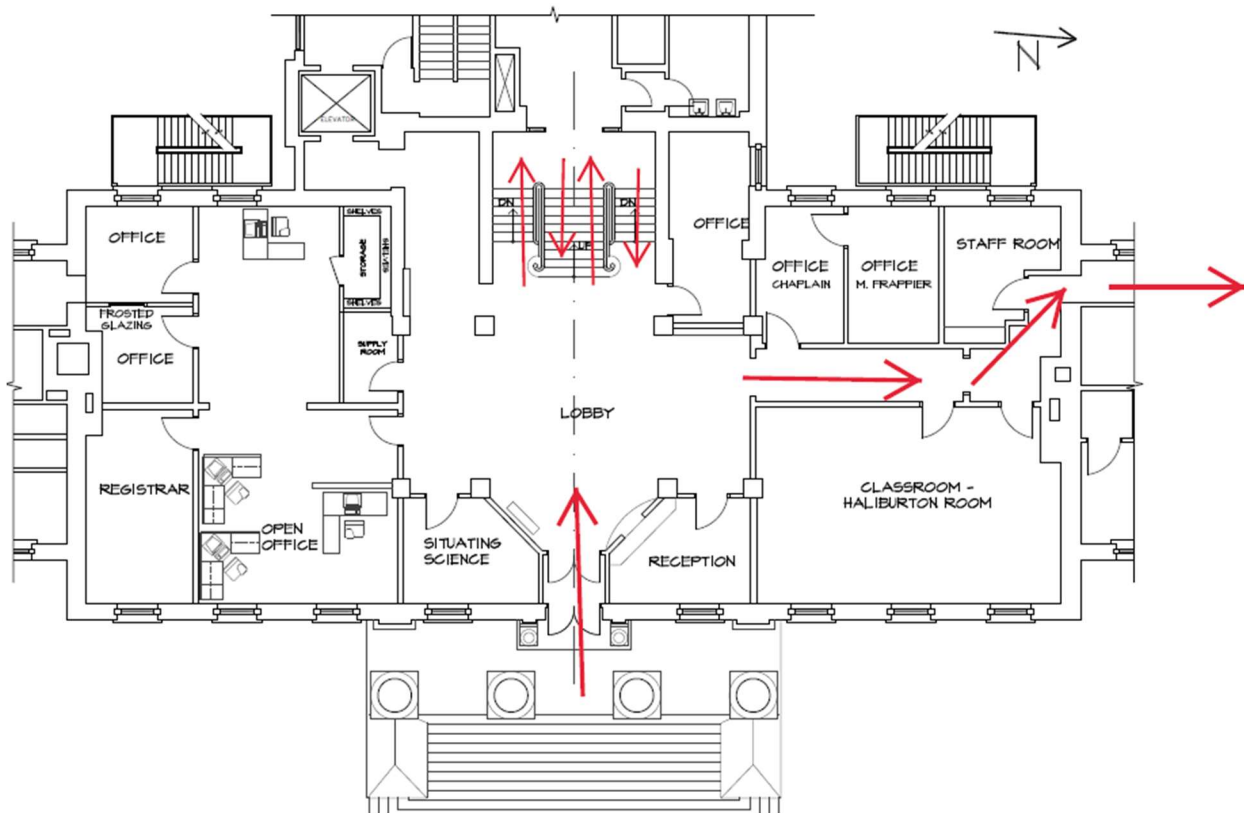 N
ELEVATOR
DN
DN
UP
OFFICE
SHELVES
STORAGE
SHELVES
SHELVES
OFFICE
STAFF ROOM
OFFICE
CHAPLAIN
OFFICE
M. FRAPPIER
FROSTED
GLAZING
OFFICE
SUPPLY
ROOM
LOBBY
REGISTRAR
CLASSROOM -
HALIBURTON ROOM
OPEN
OFFICE
SITUATING
SCIENCE
RECEPTION